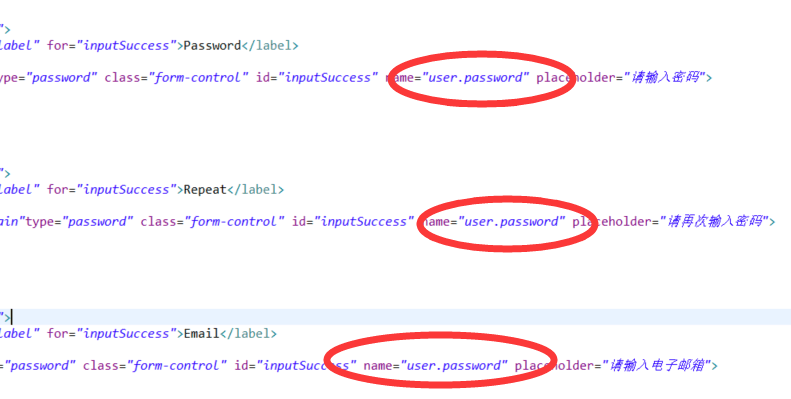 ">
label" for="inputSuccess">Password</label>
ype="password" class="form-control" id="inputSuccess" name="user.password" placeholder="请输入密码">
">
label" for="inputSuccess">Repeat</label>
ain"type="password" class="form-control" id="inputSuccess" name="user.password" placeholder="请再次输入密码">
">
label" for="inputSuccess">Email</label>
="password" class="form-control" id="inputSuccess" name="user.password" placeholder="请输入电子邮箱">